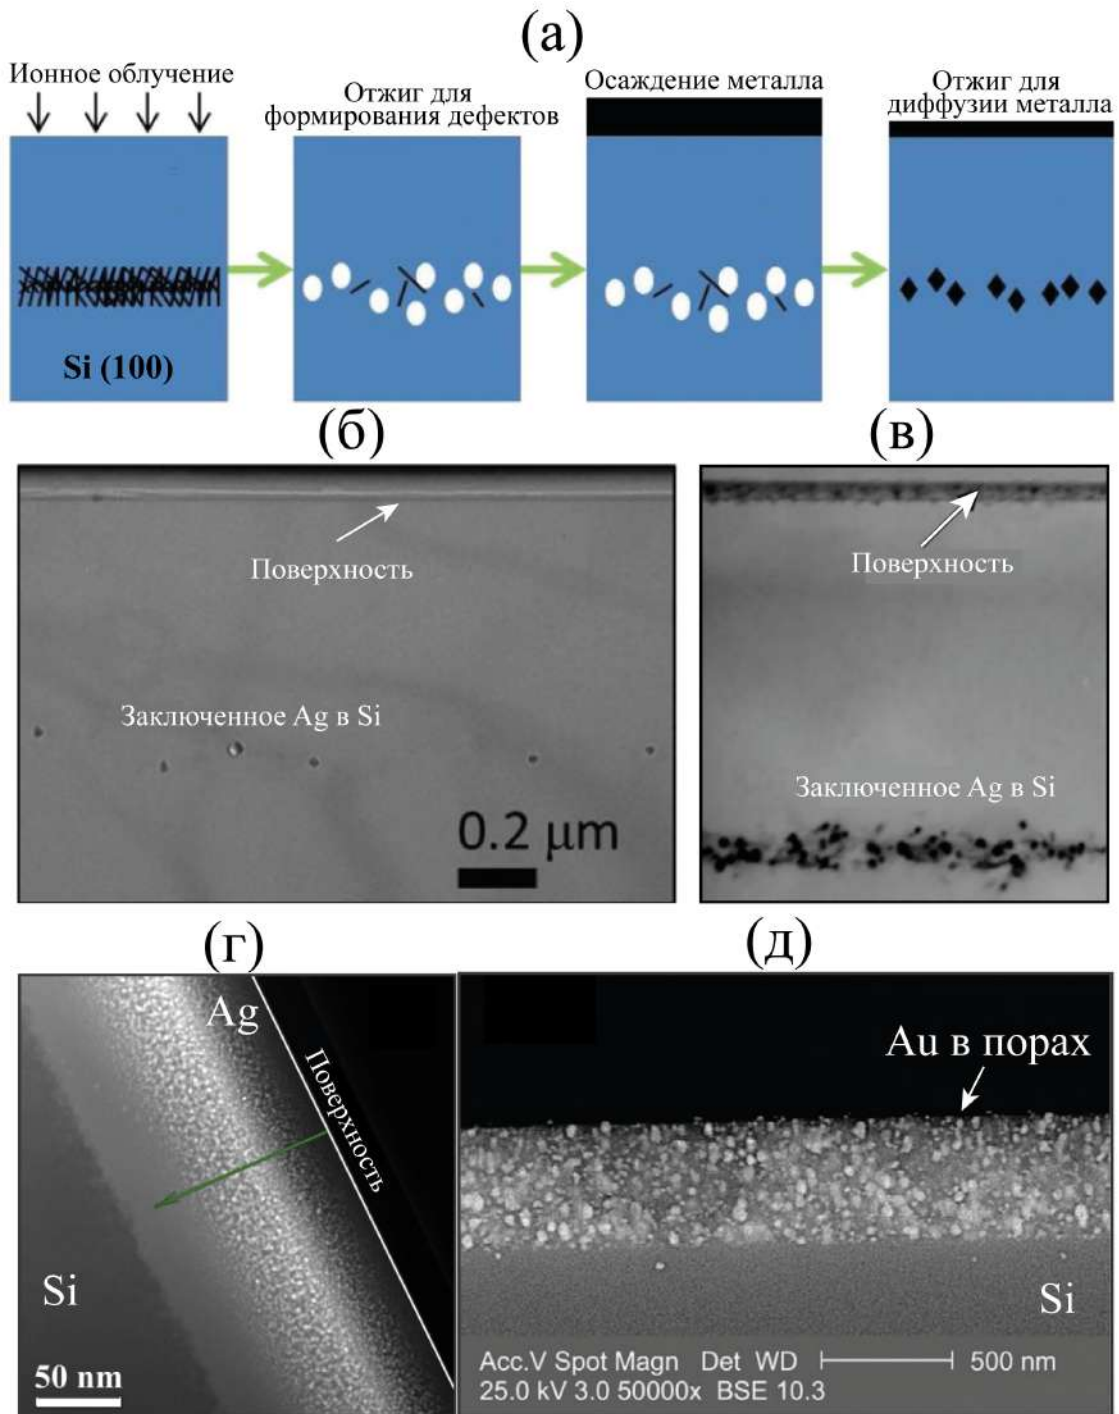 (а)
Ионное облучение
Отжиг для
формирования дефектов
Осаждение металла
Отжиг для
диффузии металла
Si (100)
(б)
(в)
Поверхность
Заключенное Ag в Si
0.2 μm
Поверхность
Заключенное Ag в Si
(г)
(д)
Ag
Поверхность
Si
50 nm
Au в порах
Si
Acc.V Spot Magn Det WD 500 nm
25.0 kV 3.0 50000x BSE 10.3